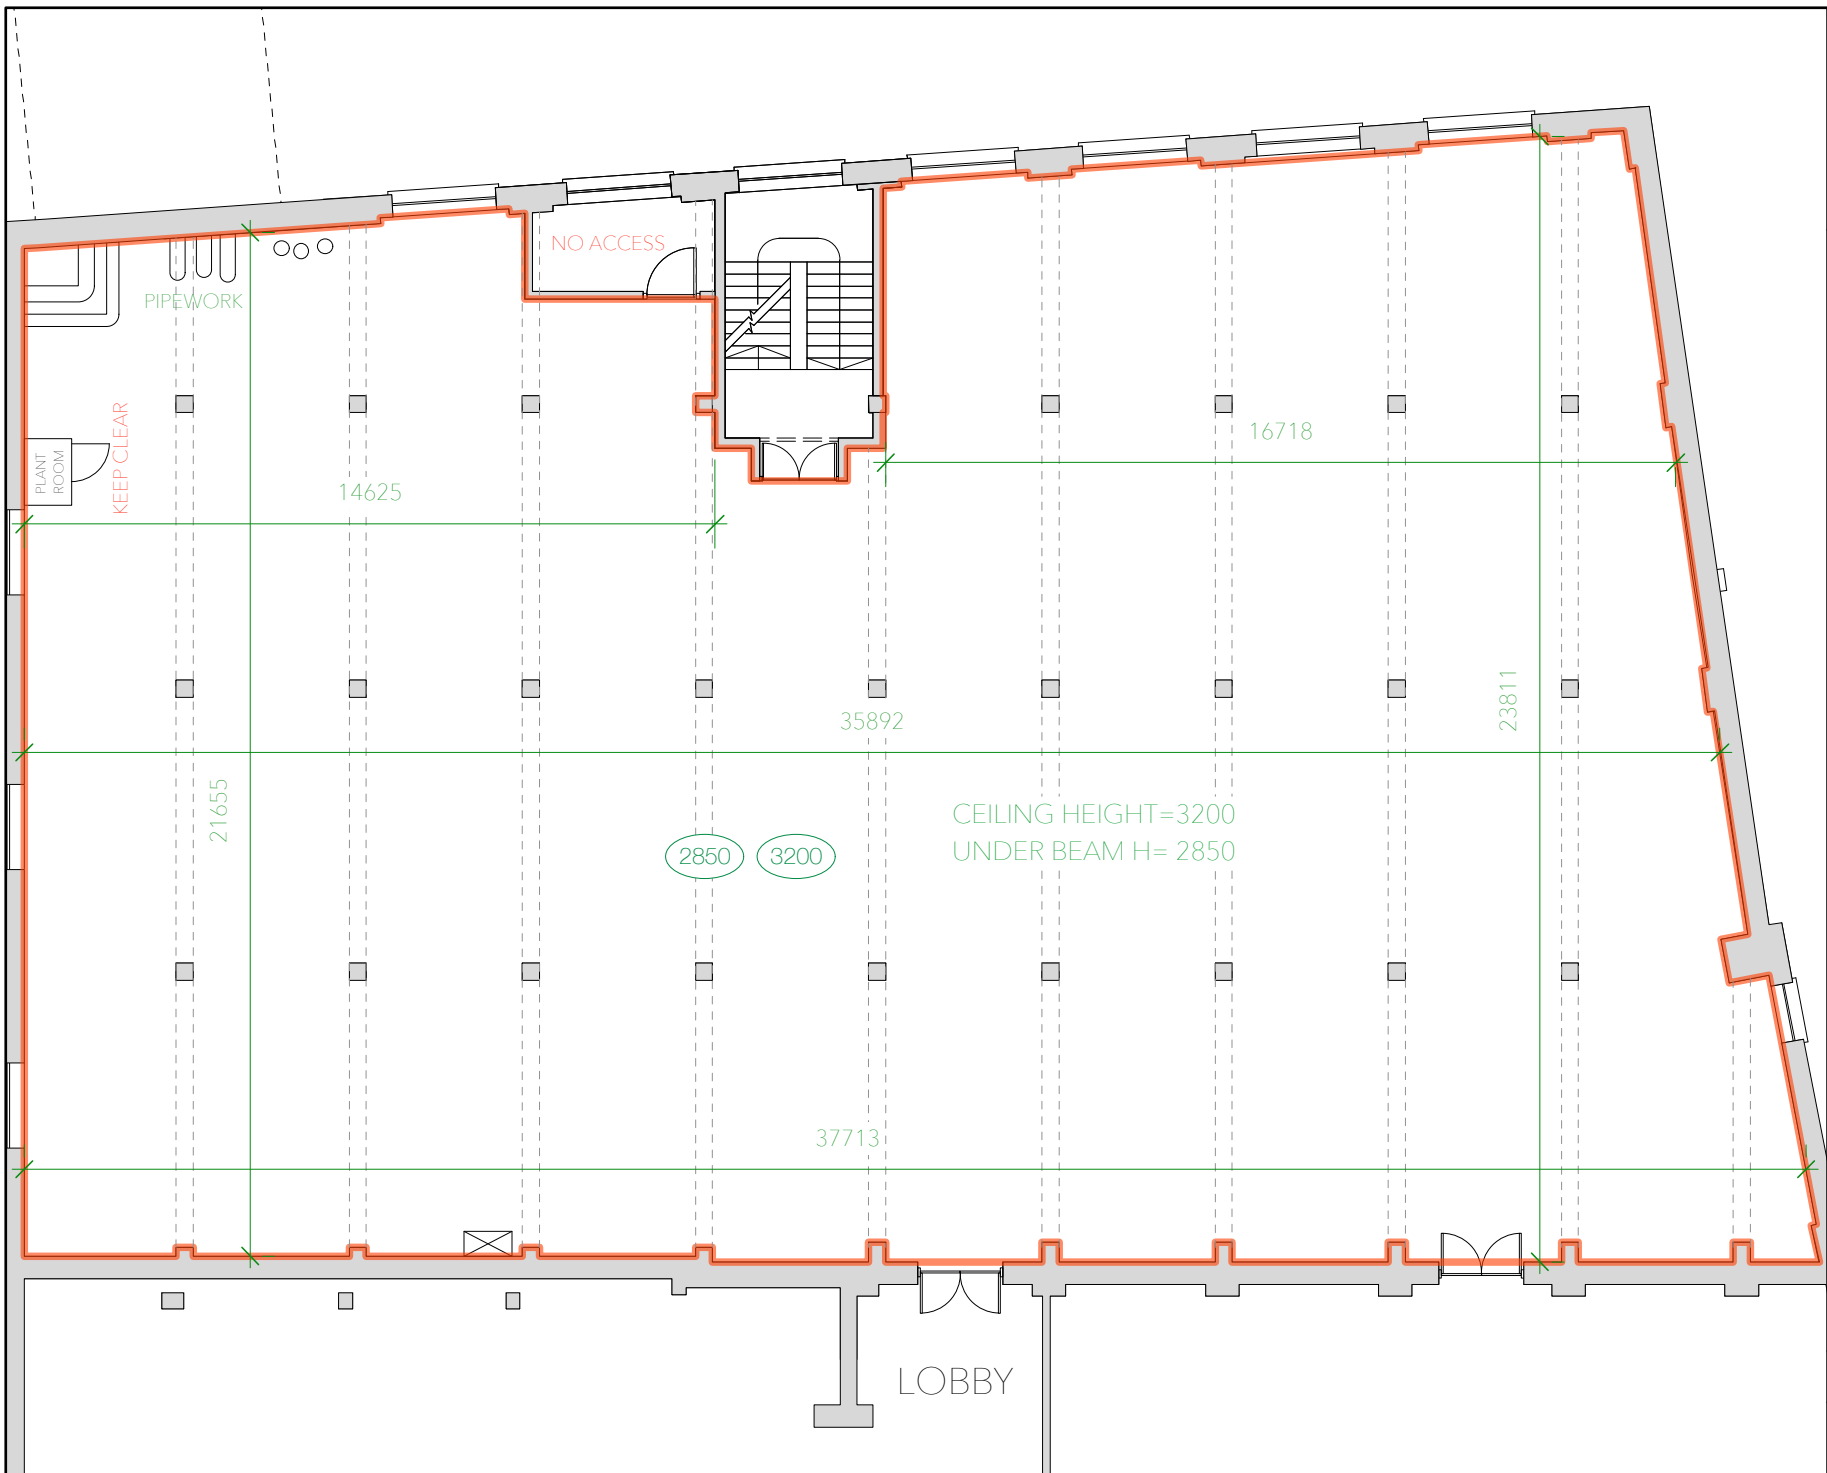 NO ACCESS
PIPEWORK
KEEP CLEAR
PLANT
ROOM
14625
16718
35892
23811
21655
CEILING HEIGHT=3200
UNDER BEAM H= 2850
2850
3200
37713
LOBBY